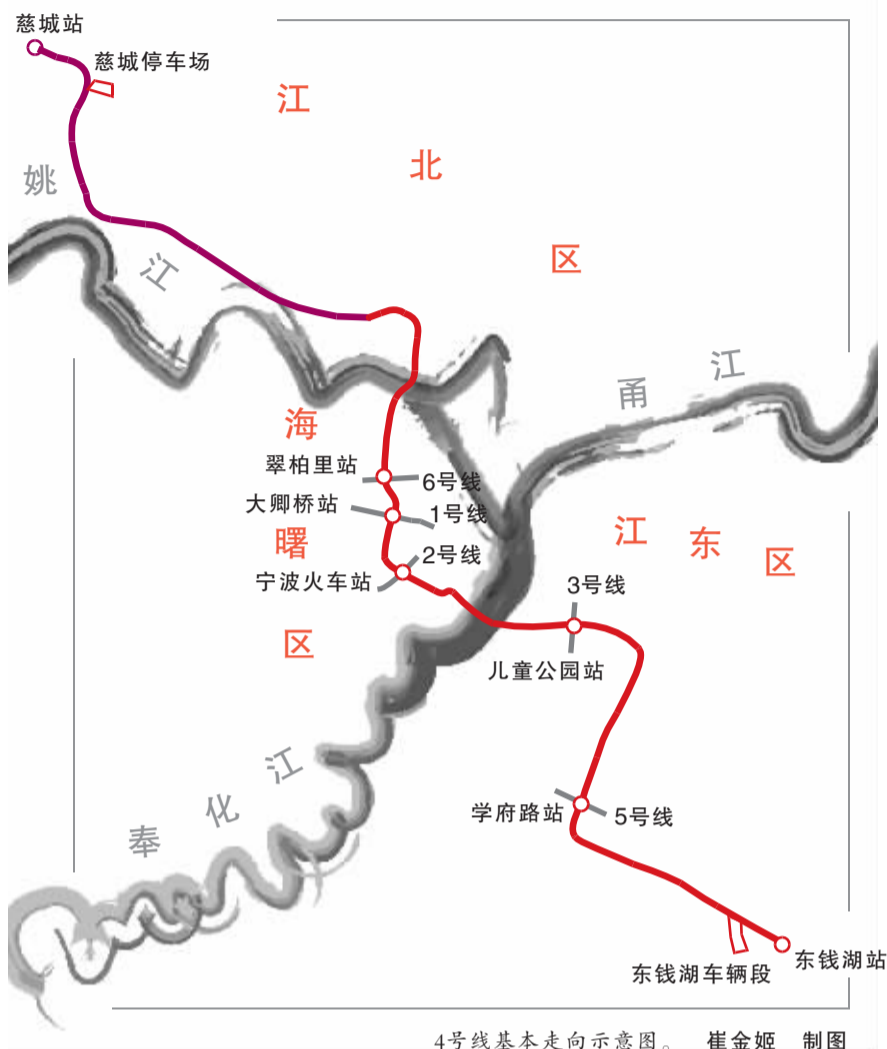 慈城站
慈城停车场
江
北
区
姚
江
甬
江
海
曙
区
翠柏里站
6号线
大卿桥站
1号线
宁波火车站
2号线
江东区
3号线
儿童公园站
奉化江
学府路站
5号线
东钱湖车辆段
东钱湖站
4号线基本走向示意图。 崔金姬 制图